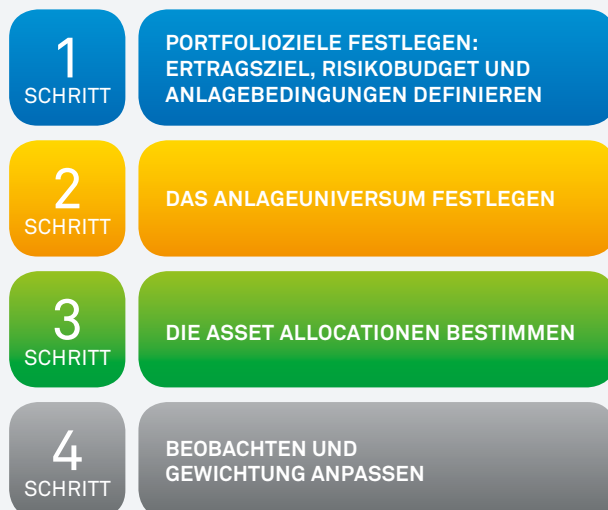 1
SCHRITT
PORTFOLIOZIELE FESTLEGEN:
ERTRAGSZIEL, RISIKOBUDGET UND
ANLAGEBEDINGUNGEN DEFINIEREN
2
SCHRITT
DAS ANLAGEUNIVERSUM FESTLEGEN
3
SCHRITT
DIE ASSET ALLOCATIONEN BESTIMMEN
4
SCHRITT
BEOBACHTEN UND
GEWICHTUNG ANPASSEN